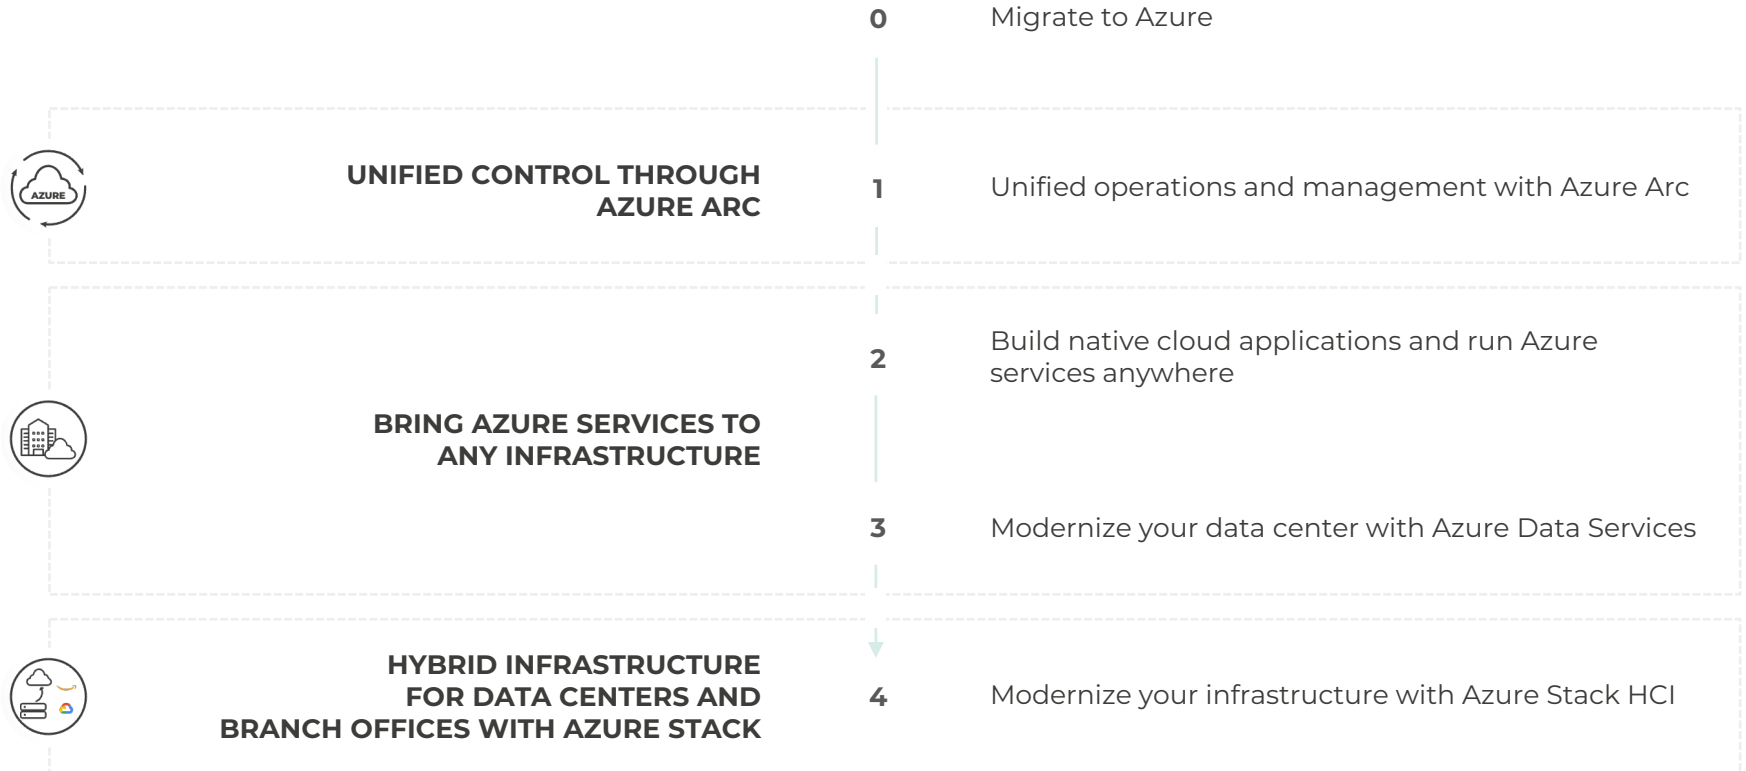 0
Migrate to Azure
AZURE
UNIFIED CONTROL THROUGH
AZURE ARC
1
Unified operations and management with Azure Arc
2
Build native cloud applications and run Azure
services anywhere
BRING AZURE SERVICES TO
ANY INFRASTRUCTURE
3
Modernize your data center with Azure Data Services
HYBRID INFRASTRUCTURE
FOR DATA CENTERS AND
BRANCH OFFICES WITH AZURE STACK
4
Modernize your infrastructure with Azure Stack HCI